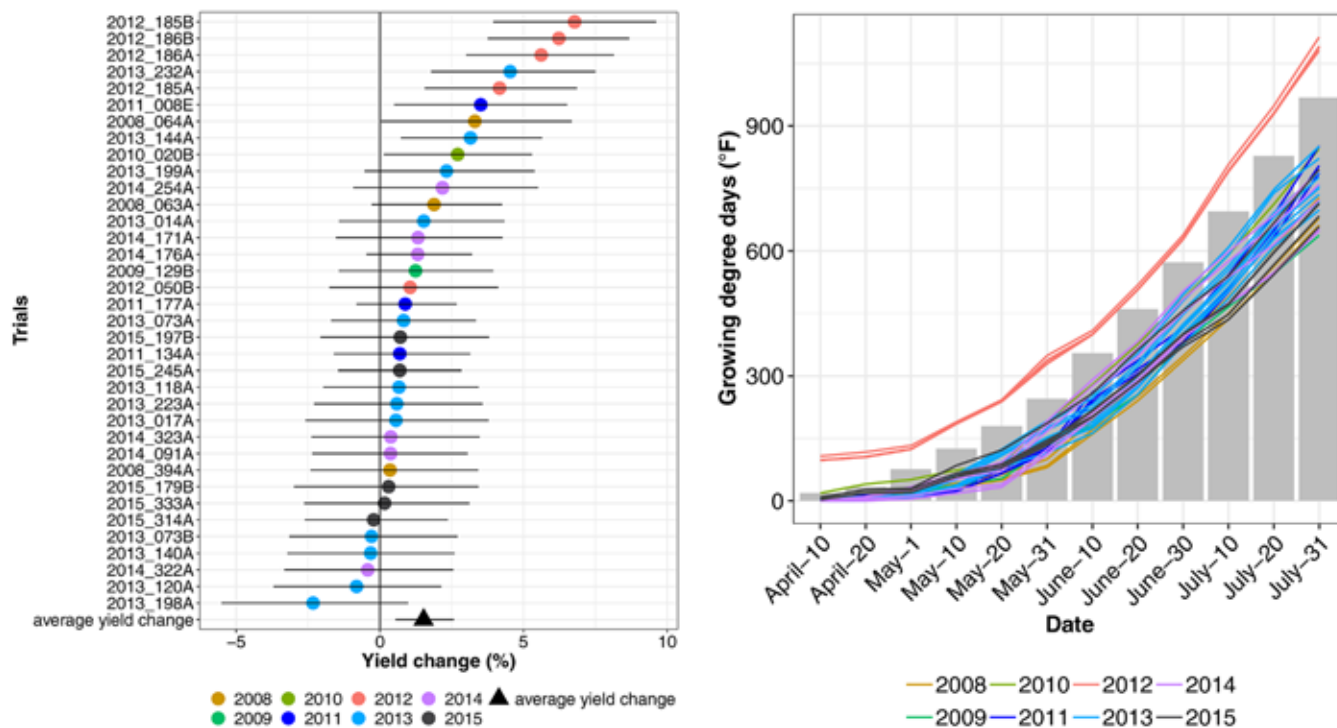 2012_185B
2012_186B
2012_186A
2013_232A
2012_185A
2011_008E
2008_064A
2013_144A
2010_020B
2013_199A
2014_254A
2008_063A
2013_014A
2014_171A
2014_176A
2009_129B
2012_050B
2011_177A
2013_073A
2015_197B
2011_134A
2015_245A
2013_118A
2013_223A
2013_017A
2014_323A
2014_091A
2008_394A
2015_179B
2015_333A
2015_314A
2013_073B
2013_140A
2014_322A
2013_120A
2013_198A
average yield change
Trials
−5 0 5 10
Yield change (%)
2008 2010 2012 2014 average yield change
2009 2011 2013 2015
Growing degree days (°F)
900
600
300
0
April−10 April−20 May−1 May−10 May−20 May−31 June−10 June−20 June−30 July−10 July−20 July−31
Date
2008 2010 2012 2014
2009 2011 2013 2015